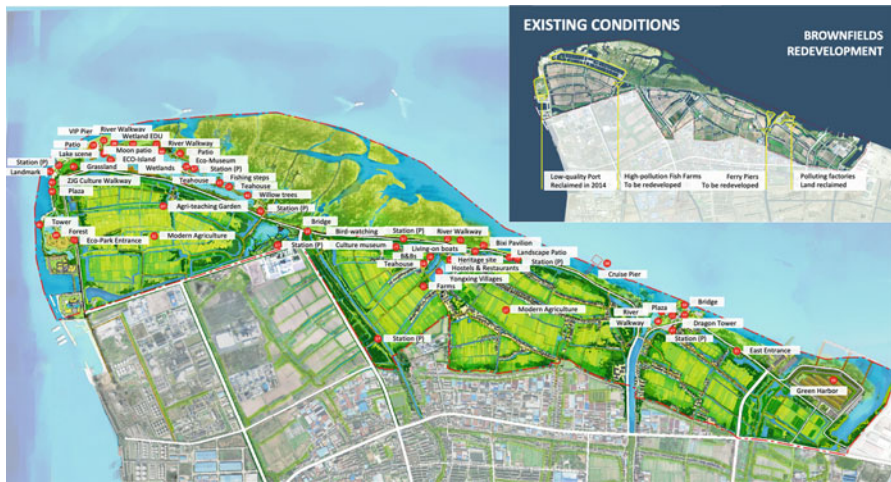 EXISTING CONDITIONS
BROWNFIELDS
REDEVELOPMENT
Low-quality Port
Reclaimed in 2014
High-pollution Fish Farms
To be redeveloped
Ferry Piers
To be redeveloped
Polluting factories
Land reclaimed
VIP Pier
River Walkway
Wetland EDU
Patio
Moon patio
River Walkway
Lake scene
ECO-Island
Patio
Station (P)
Grassland
Wetlands
Eco-Museum
Landmark
Station (P)
ZJG Culture Walkway
Teahouse
Fishing steps
Plaza
Teahouse
Willow trees
Agri-teaching Garden
Station (P)
Tower
Bridge
Forest
Modern Agriculture
Bird-watching
Station (P)
River Walkway
Eco-Park Entrance
Station (P)
Culture museum
Living-on boats
Bixi Pavilion
B&Bs
Heritage site
Landscape Patio
Teahouse
Hostels & Restaurants
Station (P)
Yongxing Villages
Cruise Pier
Farms
Modern Agriculture
River
Walkway
Plaza
Bridge
Dragon Tower
Station (P)
Station (P)
East Entrance
Green Harbor